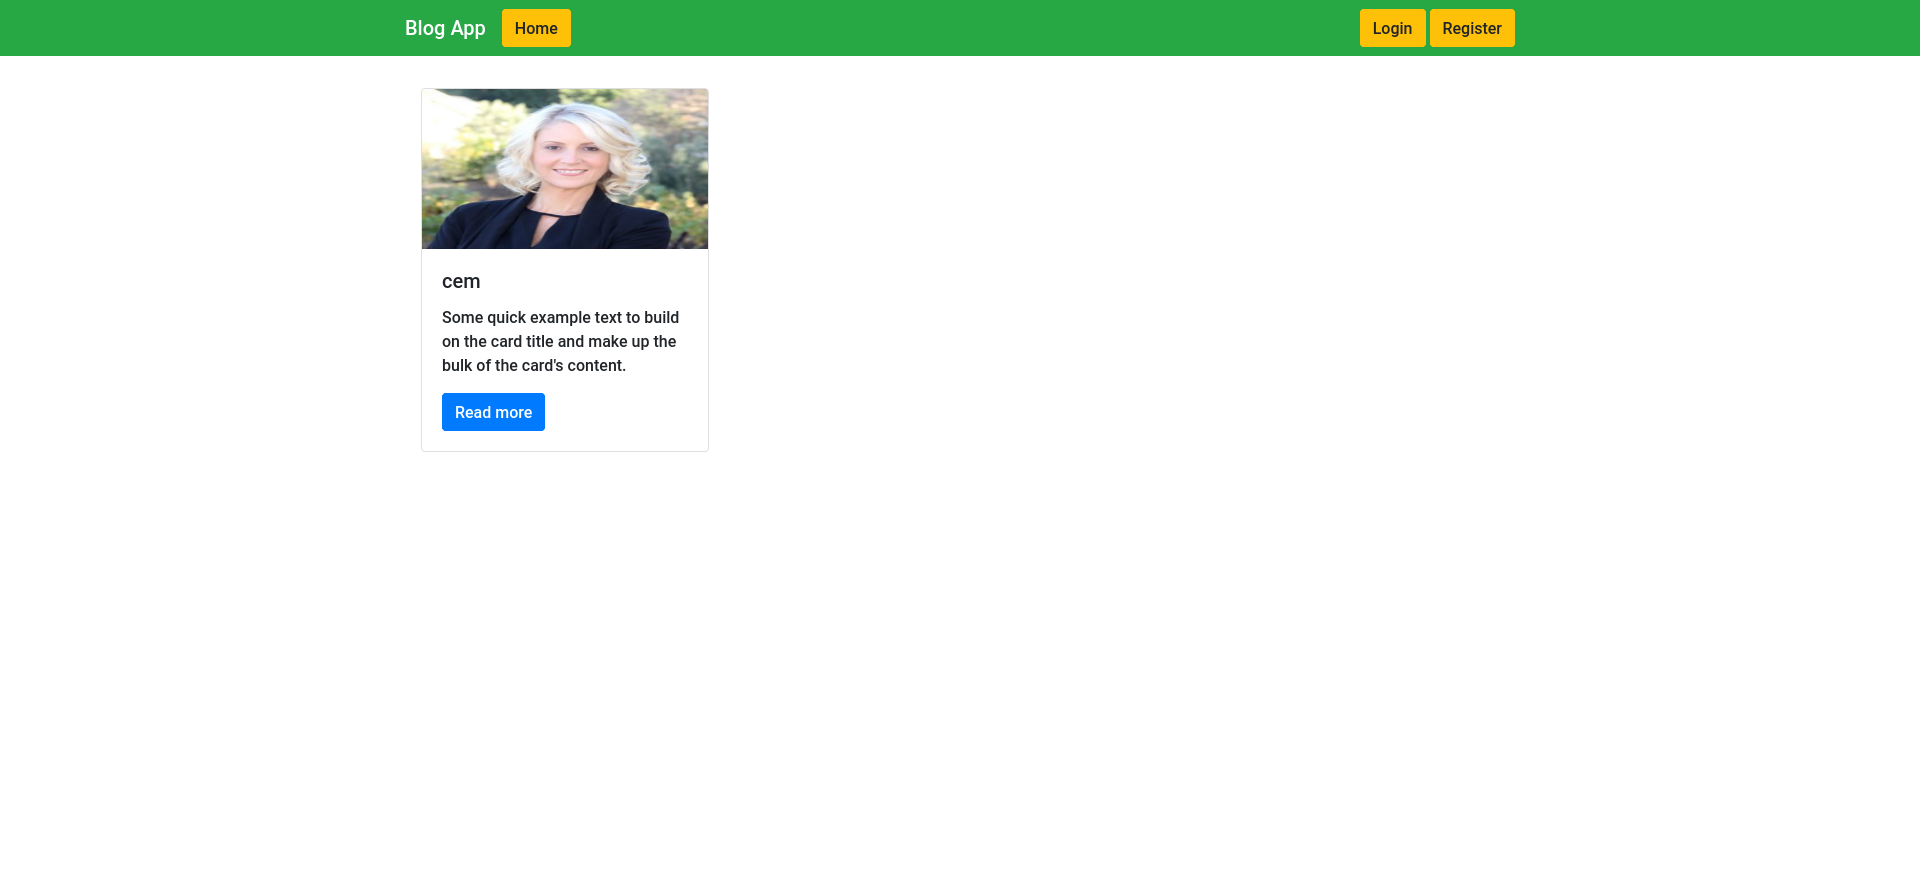 Blog App Home Login Register
cem
Some quick example text to build
on the card title and make up the
bulk of the card's content.
Read more